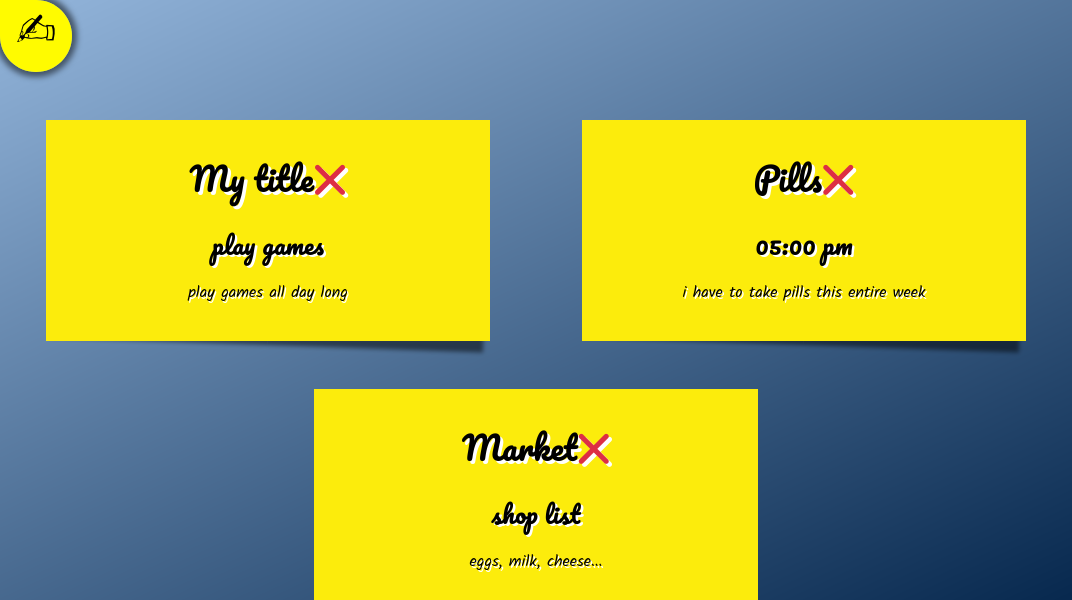 My title❌
play games
play games all day long
Pills❌
05:00 pm
i have to take pills this entire week
Market❌
shop list
eggs, milk, cheese...